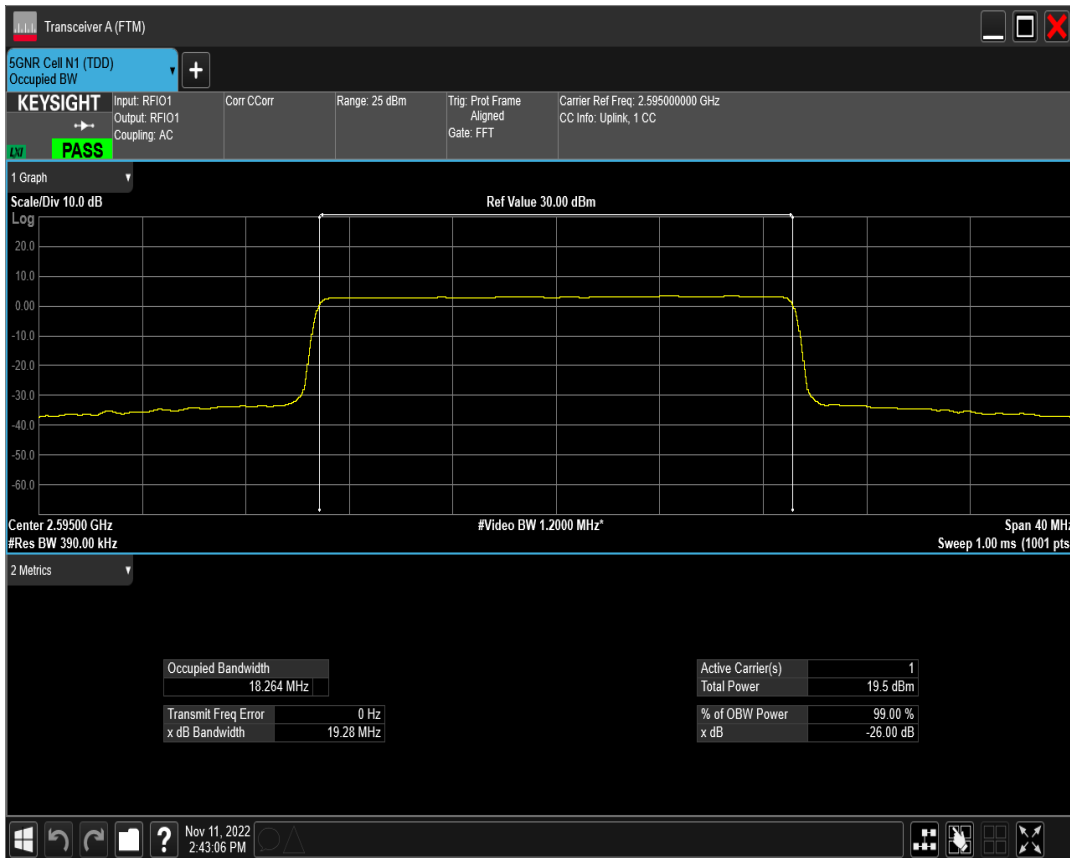 Transceiver A (FTM)
5GNR Cell N1 (TDD)
Occupied BW
+
KEYSIGHT
LXI
PASS
Input: RFIO1
Output: RFIO1
Coupling: AC
Corr CCorr
Range: 25 dBm
Trig: Prot Frame
Aligned
Gate: FFT
Carrier Ref Freq: 2.595000000 GHz
CC Info: Uplink, 1 CC
1 Graph
Scale/Div 10.0 dB
Ref Value 30.00 dBm
Log
20.0
10.0
0.00
-10.0
-20.0
-30.0
-40.0
-50.0
-60.0
Center 2.59500 GHz
#Video BW 1.2000 MHz*
Span 40 MHz
#Res BW 390.00 kHz
Sweep 1.00 ms (1001 pts
2 Metrics
Occupied Bandwidth
18.264 MHz
Transmit Freq Error 0 Hz
x dB Bandwidth 19.28 MHz
Active Carrier(s) 1
Total Power 19.5 dBm
% of OBW Power 99.00 %
x dB -26.00 dB
?
Nov 11, 2022
2:43:06 PM